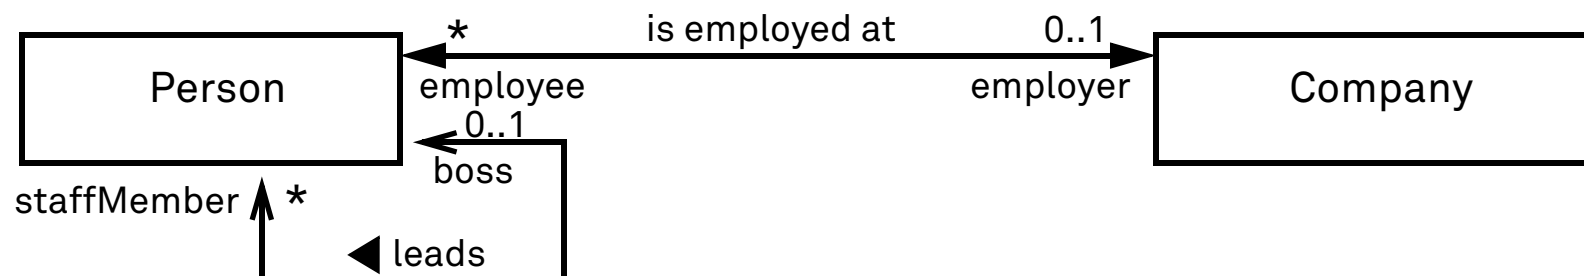 * is employed at 0..1
Person
employee
employer
Company
0..1
boss
staffMember *
leads